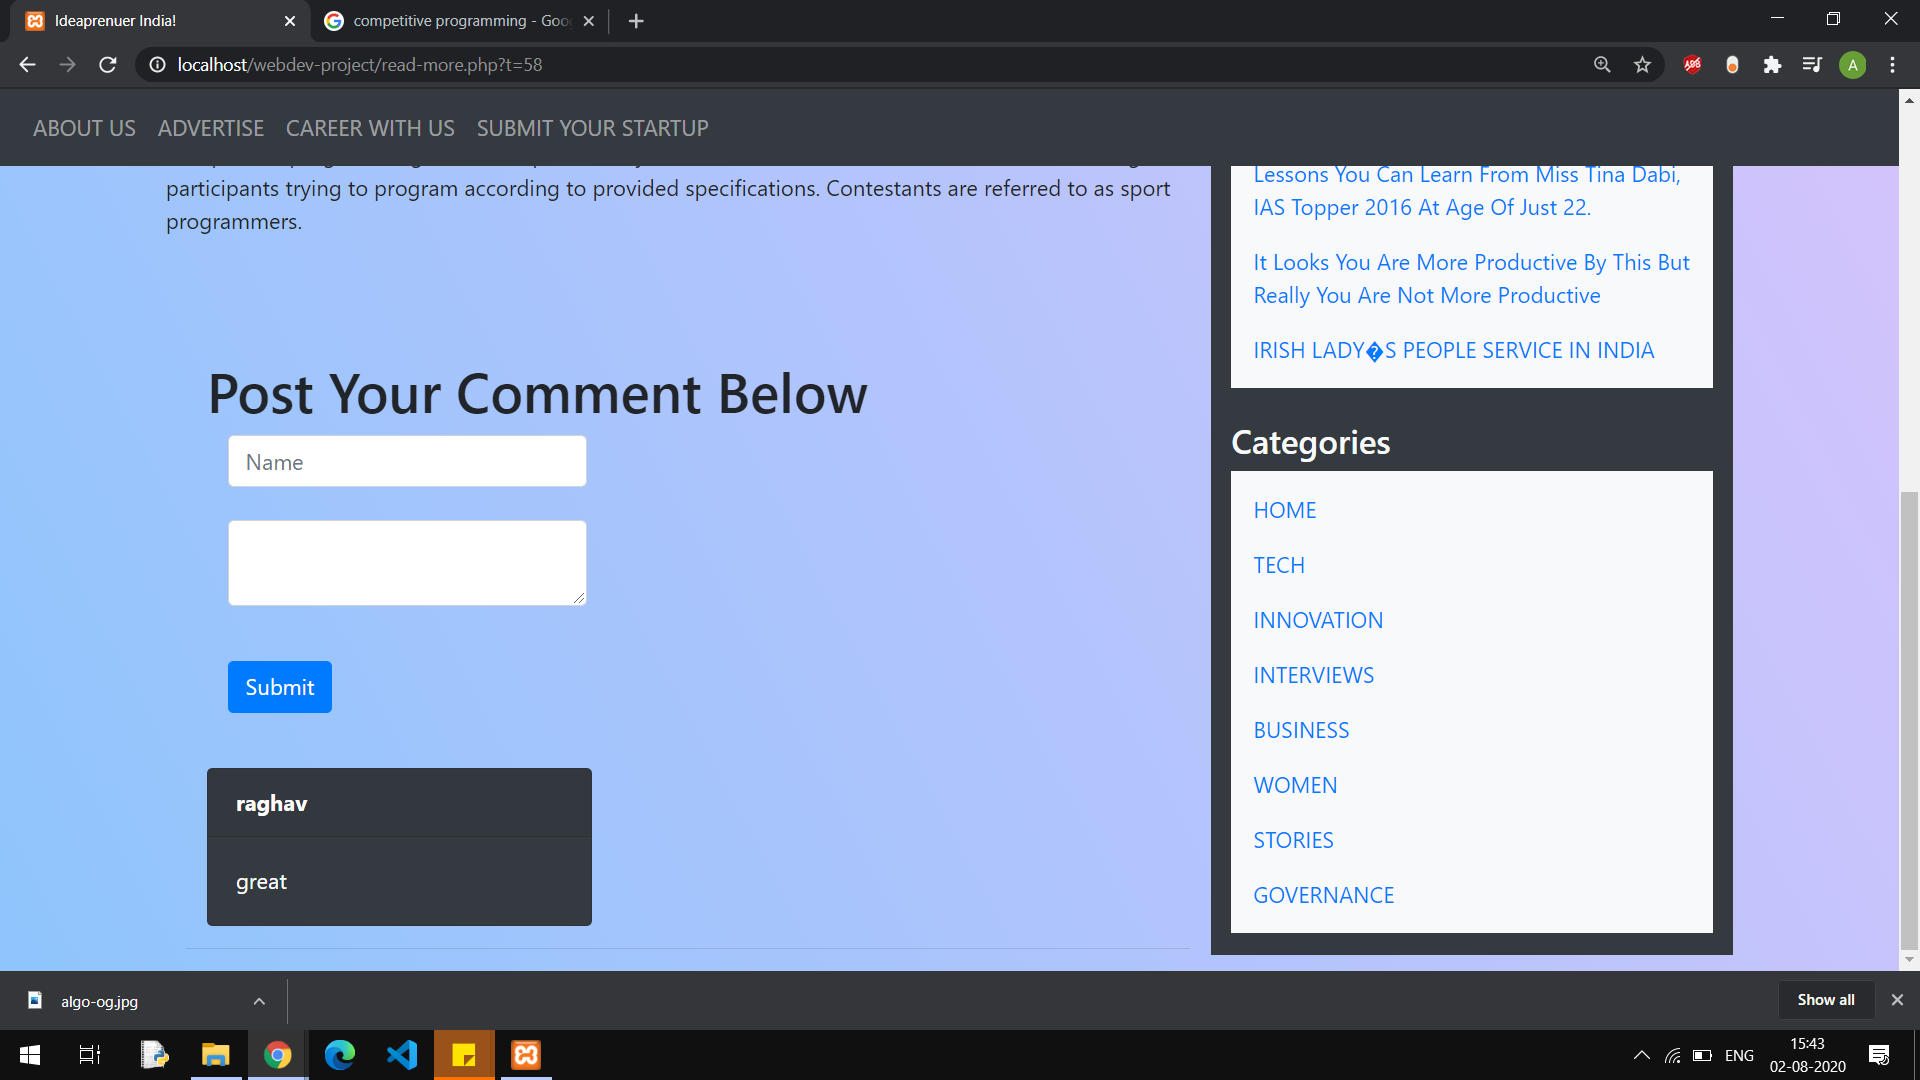 Ideaprenuer India!
competitive programming - Goo
localhost/webdev-project/read-more.php?t=58
A
ABOUT US ADVERTISE CAREER WITH US SUBMIT YOUR STARTUP
participants trying to program according to provided specifications. Contestants are referred to as sport
programmers.
Post Your Comment Below
Name
Submit
raghav
great
Lessons You Can Learn From Miss Tina Dabi,
IAS Topper 2016 At Age Of Just 22.
It Looks You Are More Productive By This But
Really You Are Not More Productive
IRISH LADY�S PEOPLE SERVICE IN INDIA
Categories
HOME
TECH
INNOVATION
INTERVIEWS
BUSINESS
WOMEN
STORIES
GOVERNANCE
algo-og.jpg
Show all
ENG
15:43
02-08-2020